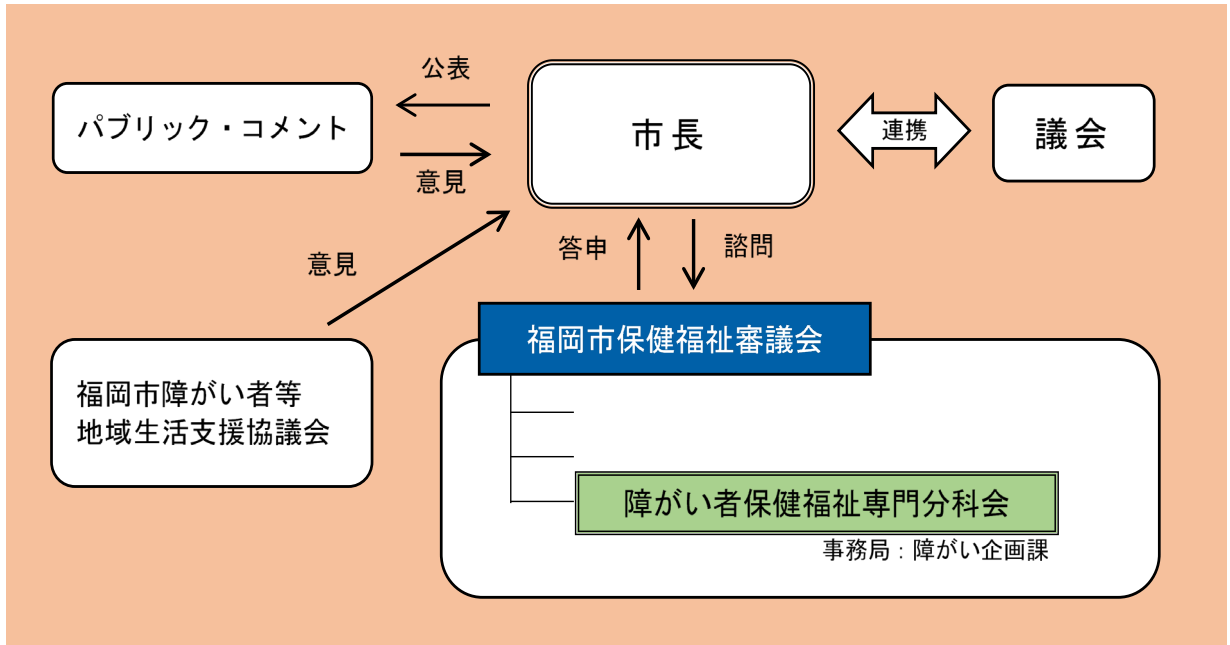 公表
パブリック・コメント
市長
連携
議会
意見
答申
諮問
意見
福岡市保健福祉審議会
福岡市障がい者等
地域生活支援協議会
障がい者保健福祉専門分科会
事務局：障がい企画課